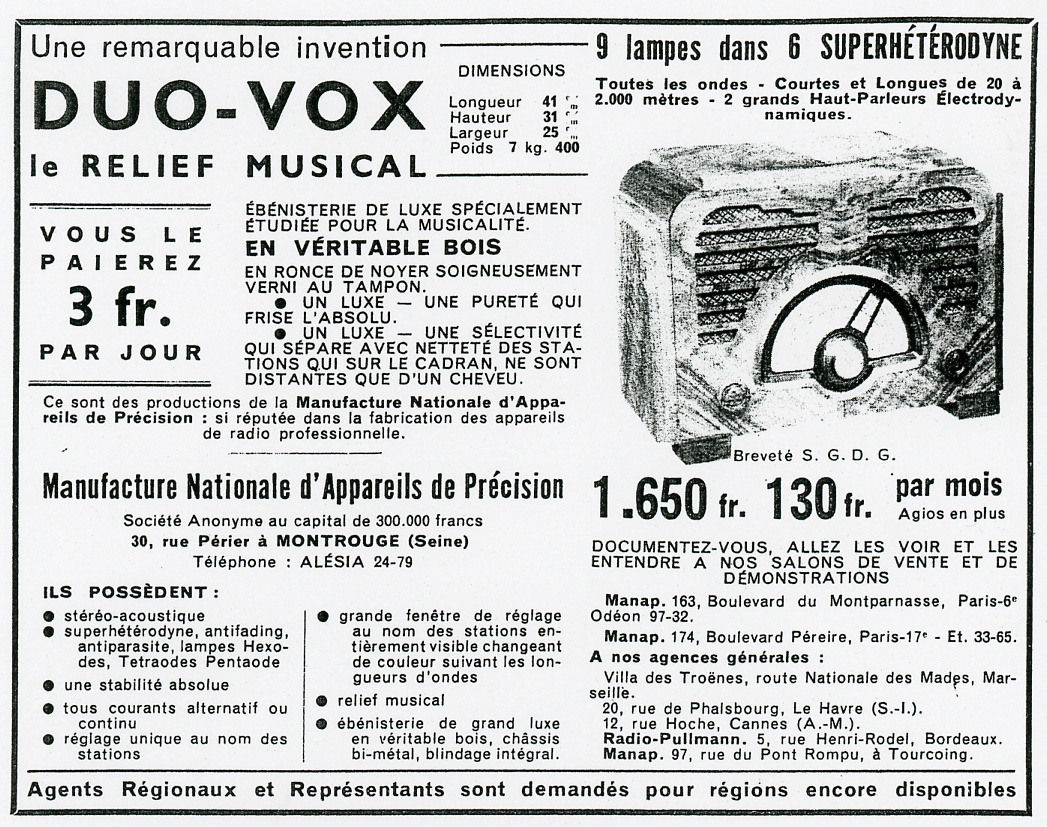 Une remarquable invention
DUO-VOX
le RELIEF MUSICAL
DIMENSIONS
Longueur 41 c/m
Hauteur 31 c/m
Largeur 25 c/m
Poids 7 kg. 400
9 lampes dans 6 SUPERHÉTÉRODYNE
Toutes les ondes - Courtes et Longues de 20 à
2.000 mètres - 2 grands Haut-Parleurs Électrody-
namiques.
VOUS LE
PAIEREZ
3 fr.
PAR JOUR
ÉBÉNISTERIE DE LUXE SPÉCIALEMENT
ÉTUDIÉE POUR LA MUSICALITÉ.
EN VÉRITABLE BOIS
EN RONCE DE NOYER SOIGNEUSEMENT
VERNI AU TAMPON.
● UN LUXE — UNE PURETÉ QUI
FRISE L'ABSOLU.
● UN LUXE — UNE SÉLECTIVITÉ
QUI SÉPARE AVEC NETTETÉ DES STA-
TIONS QUI SUR LE CADRAN, NE SONT
DISTANTES QUE D'UN CHEVEU.
Ce sont des productions de la Manufacture Nationale d'Appa-
reils de Précision : si réputée dans la fabrication des appareils
de radio professionnelle.
Manufacture Nationale d'Appareils de Précision
Société Anonyme au capital de 300.000 francs
30, rue Périer à MONTROUGE (Seine)
Téléphone : ALÉSIA 24-79
ILS POSSÈDENT :
● stéréo-acoustique
● superhétérodyne, antifading,
antiparasite, lampes Hexo-
des, Tetraodes Pentaode
● une stabilité absolue
● tous courants alternatif ou
continu
● réglage unique au nom des
stations
● grande fenêtre de réglage
au nom des stations en-
tièrement visible changeant
de couleur suivant les lon-
gueurs d'ondes
● relief musical
● ébénisterie de grand luxe
en véritable bois, châssis
bi-métal, blindage intégral.
Breveté S. G. D. G.
1.650 fr. 130 fr. par mois
Agios en plus
DOCUMENTEZ-VOUS, ALLEZ LES VOIR ET LES
ENTENDRE A NOS SALONS DE VENTE ET DE
DÉMONSTRATIONS
Manap. 163, Boulevard du Montparnasse, Paris-6e
Odéon 97-32.
Manap. 174, Boulevard Péreire, Paris-17e - Et. 33-65.
A nos agences générales :
Villa des Troënes, route Nationale des Mades, Mar-
seille.
20, rue de Phalsbourg, Le Havre (S.-I.).
12, rue Hoche, Cannes (A.-M.).
Radio-Pullmann. 5, rue Henri-Rodel, Bordeaux.
Manap. 97, rue du Pont Rompu, à Tourcoing.
Agents Régionaux et Représentants sont demandés pour régions encore disponibles